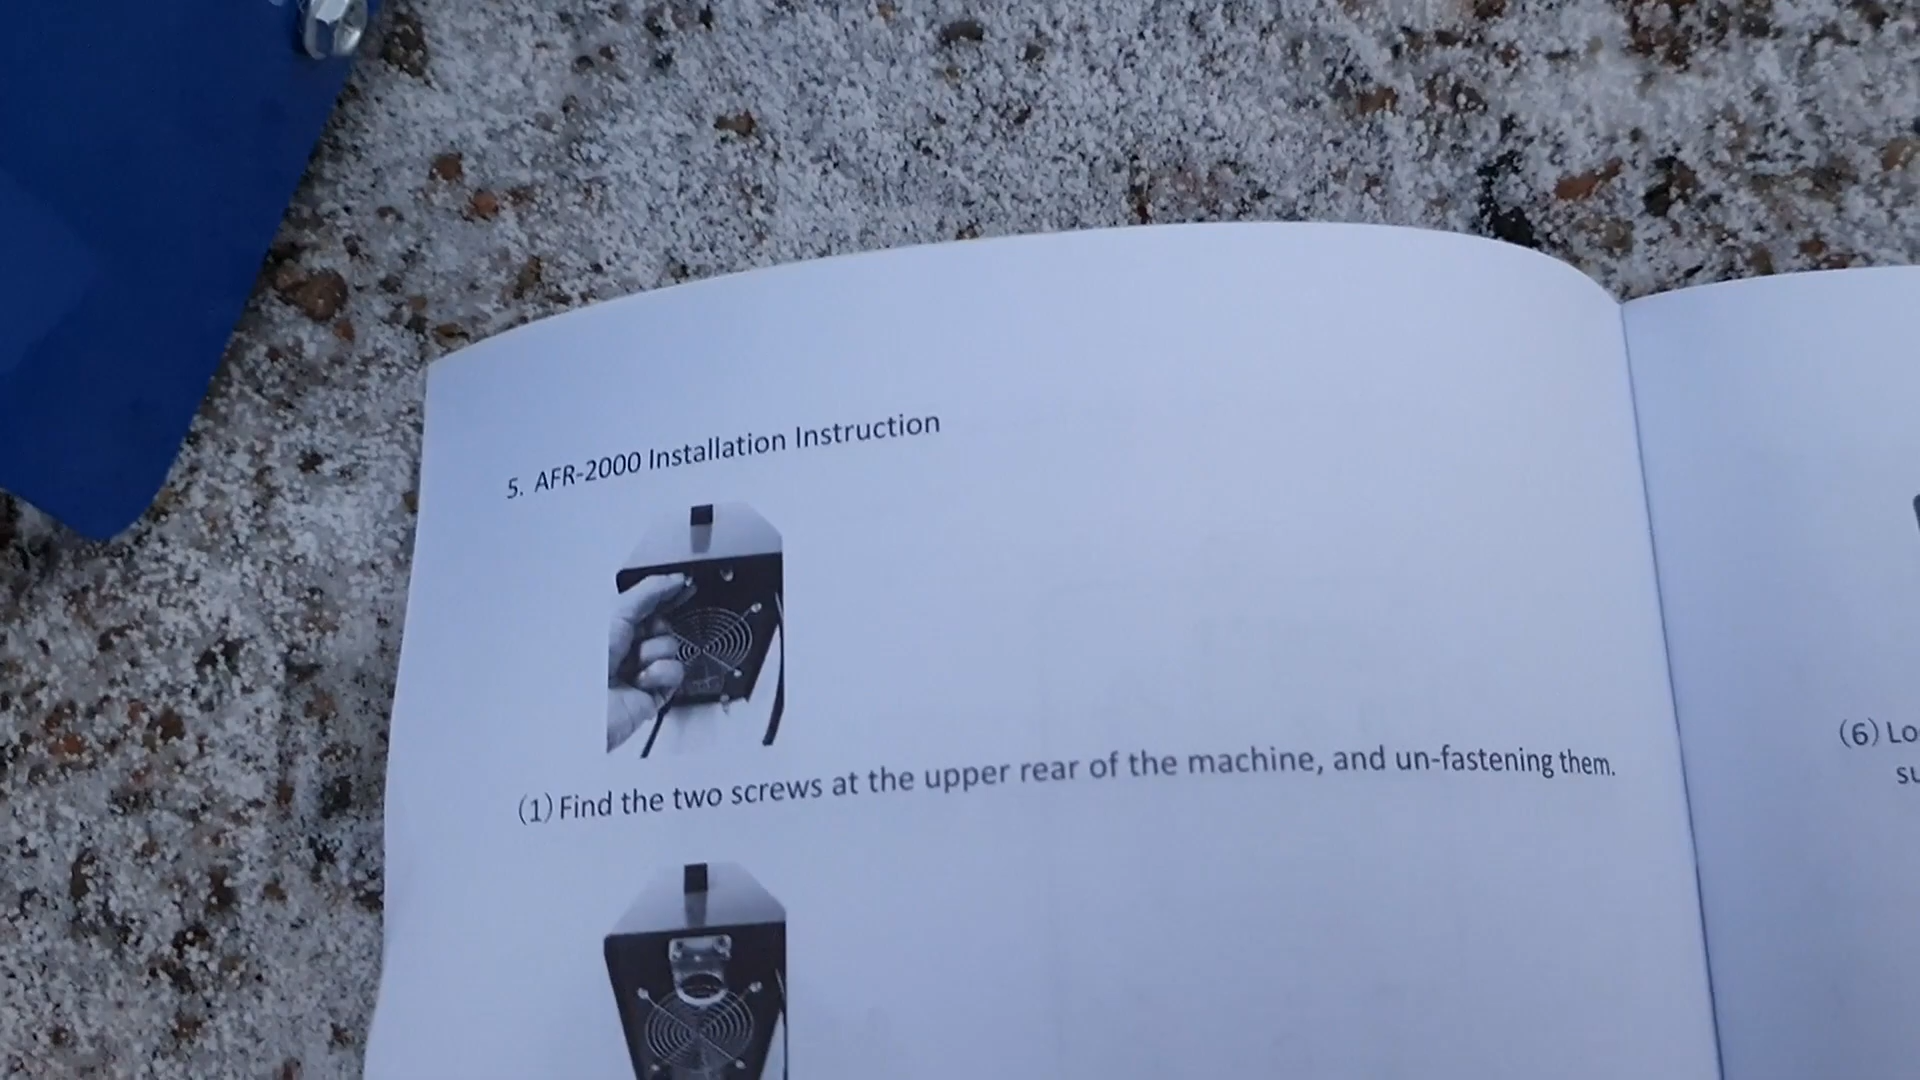 5. AFR-2000 Installation Instruction
(1) Find the two screws at the upper rear of the machine, and un-fastening them.
(6) Lo
su